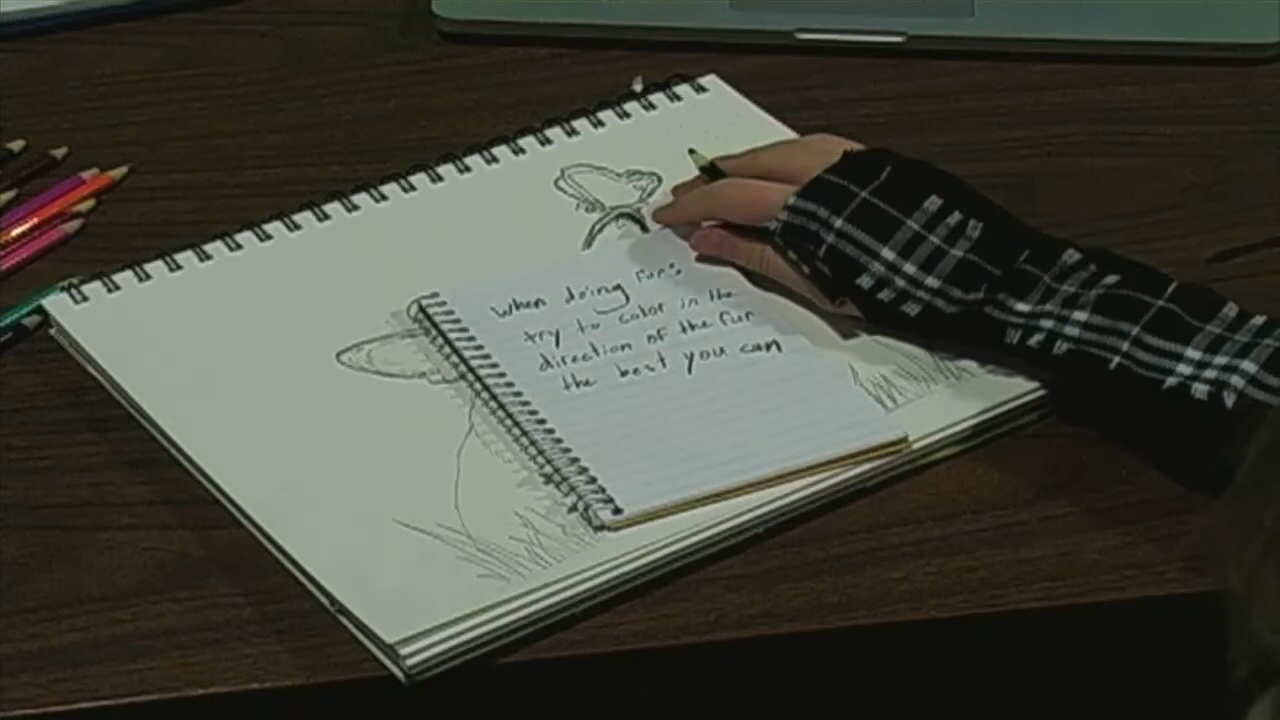 When doing fur:
try to color in the
direction of the fur
the best you can